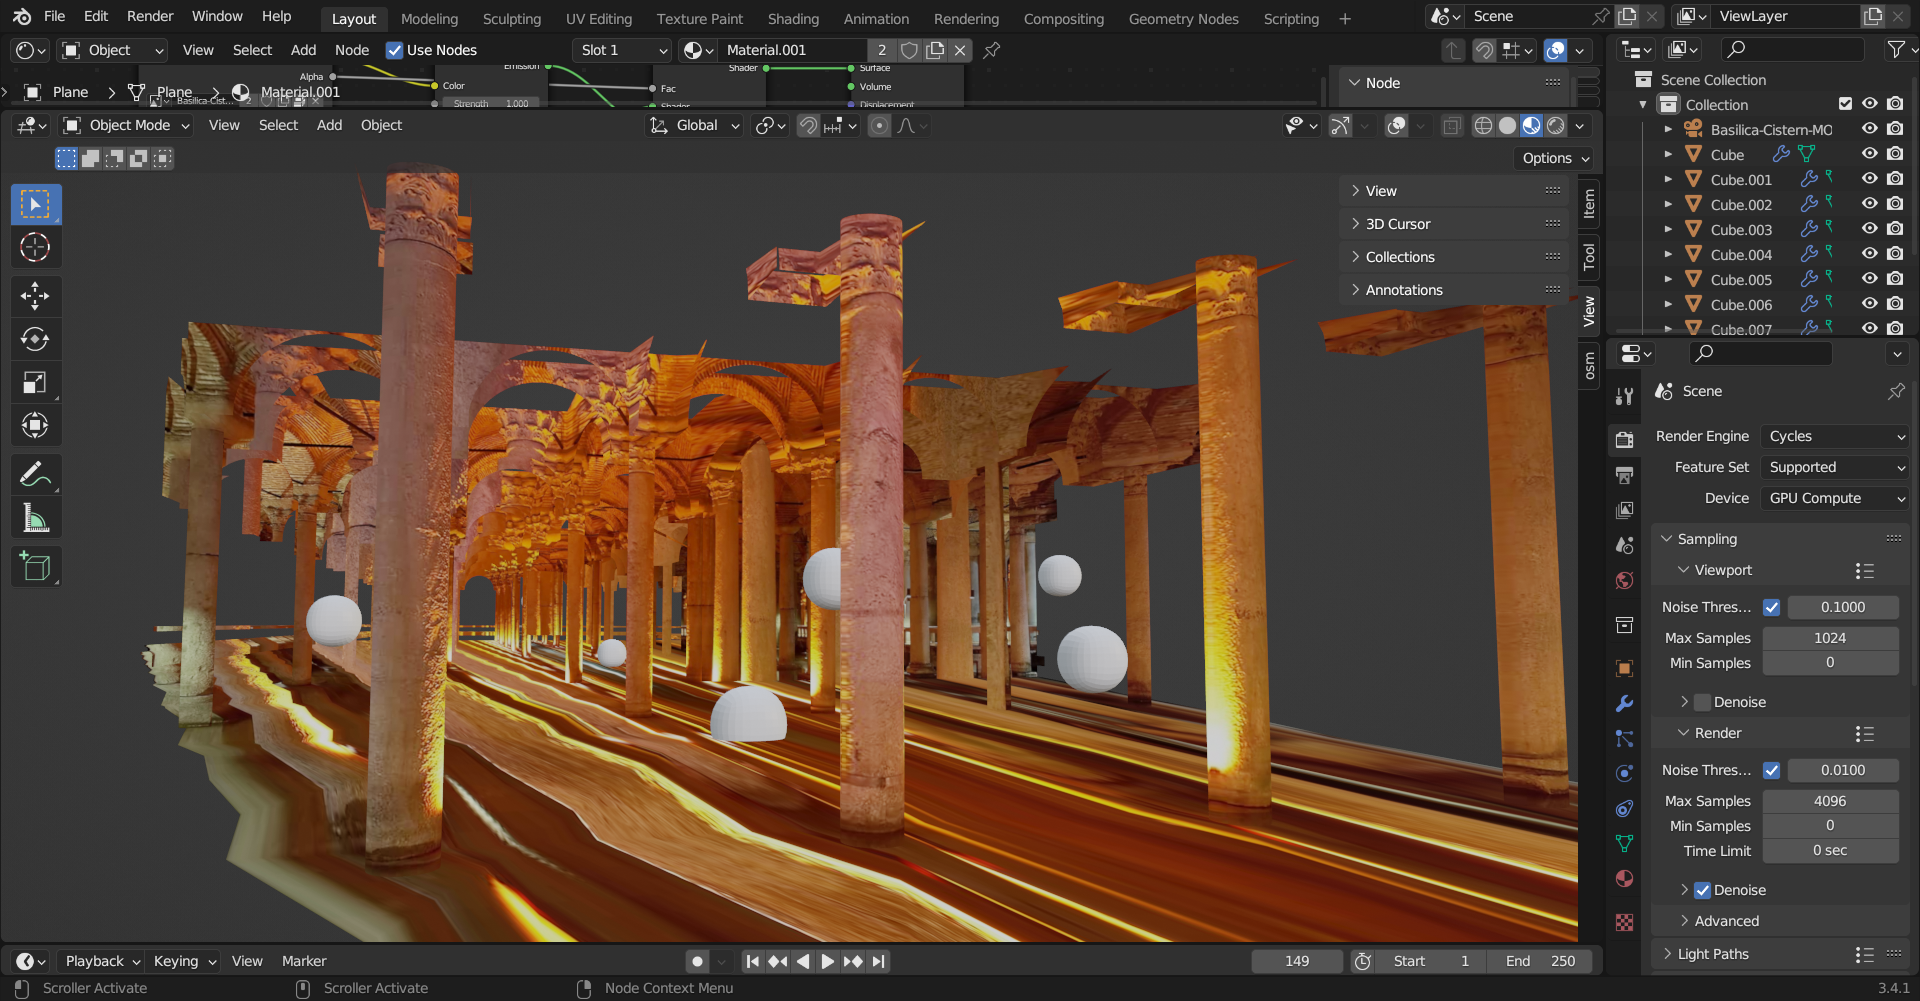 File Edit Render Window Help Layout Modeling Sculpting UV Editing Texture Paint Shading Animation Rendering Compositing Geometry Nodes Scripting + Scene ViewLayer
Object View Select Add Node Use Nodes Slot 1 Material.001 2
Alpha Color Emission Strength 1.000 Fac Shader Shader Surface Volume Displacement
Plane Plane Material.001
Basilica-Cist... 2
Node
Object Mode View Select Add Object Global
Options
View
3D Cursor
Collections
Annotations
Item
Tool
View
osm
Scene Collection
Collection
Basilica-Cistern-MO
Cube
Cube.001
Cube.002
Cube.003
Cube.004
Cube.005
Cube.006
Cube.007
Scene
Render Engine Cycles
Feature Set Supported
Device GPU Compute
Sampling
Viewport
Noise Thres... 0.1000
Max Samples 1024
Min Samples 0
Denoise
Render
Noise Thres... 0.0100
Max Samples 4096
Min Samples 0
Time Limit 0 sec
Denoise
Advanced
Light Paths
Playback Keying View Marker 149 Start 1 End 250
Scroller Activate Scroller Activate Node Context Menu 3.4.1